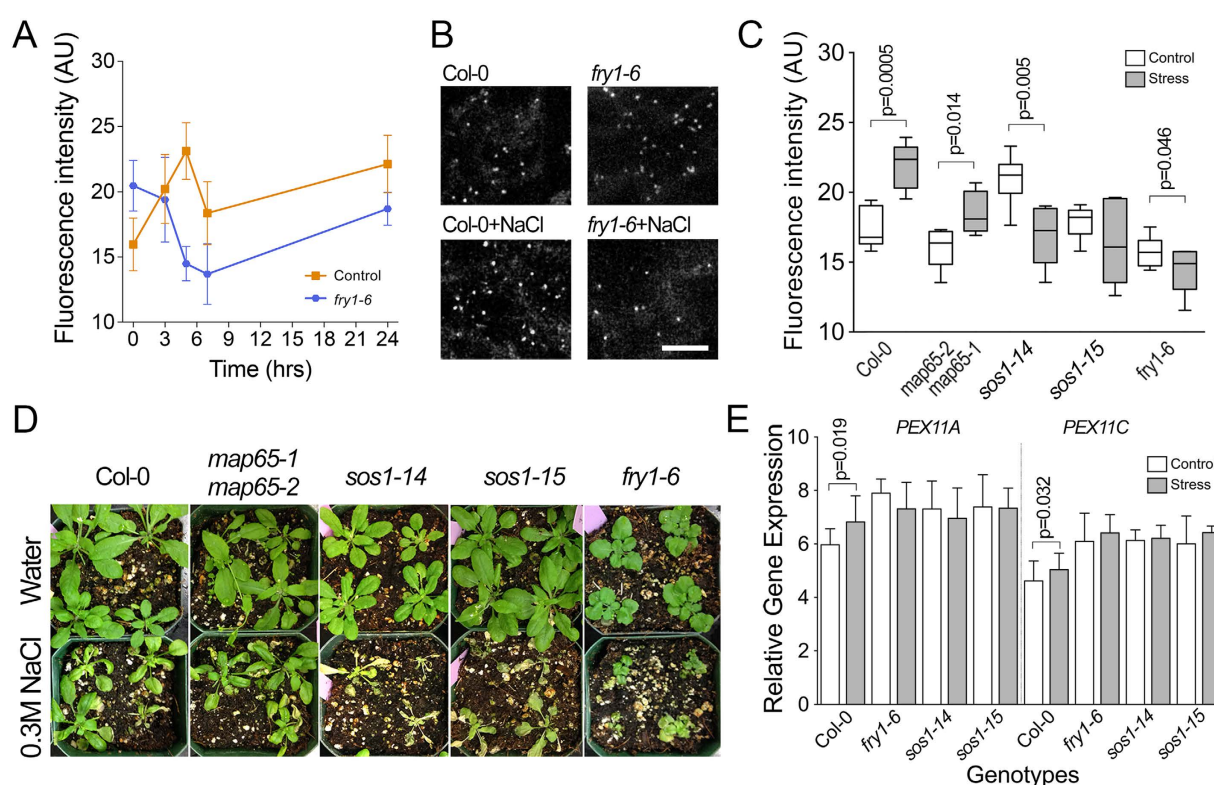 A
Fluorescence intensity (AU)
30
25
20
15
10
Control
fry1-6
0 3 6 9 12 15 18 21 24
Time (hrs)
B
Col-0
fry1-6
Col-0+NaCl
fry1-6+NaCl
C
Fluorescence intensity (AU)
30
25
20
15
10
Control
Stress
p=0.0005
p=0.014
p=0.005
p=0.046
Col-0
map65-2
map65-1
sos1-14
sos1-15
fry1-6
D
Col-0
map65-1
map65-2
sos1-14
sos1-15
fry1-6
Water
0.3M NaCl
E
Relative Gene Expression
10
8
6
4
2
0
PEX11A
PEX11C
Contro
Stress
p=0.019
p=0.032
Col-0
fry1-6
sos1-14
sos1-15
Col-0
fry1-6
sos1-14
sos1-15
Genotypes